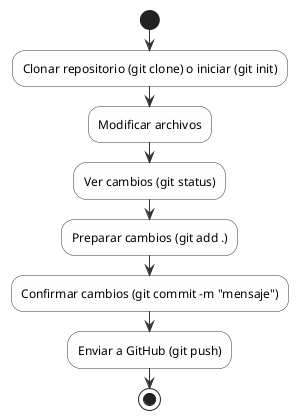 Clonar repositorio (git clone) o iniciar (git init)
Modificar archivos
Ver cambios (git status)
Preparar cambios (git add .)
Confirmar cambios (git commit -m "mensaje")
Enviar a GitHub (git push)